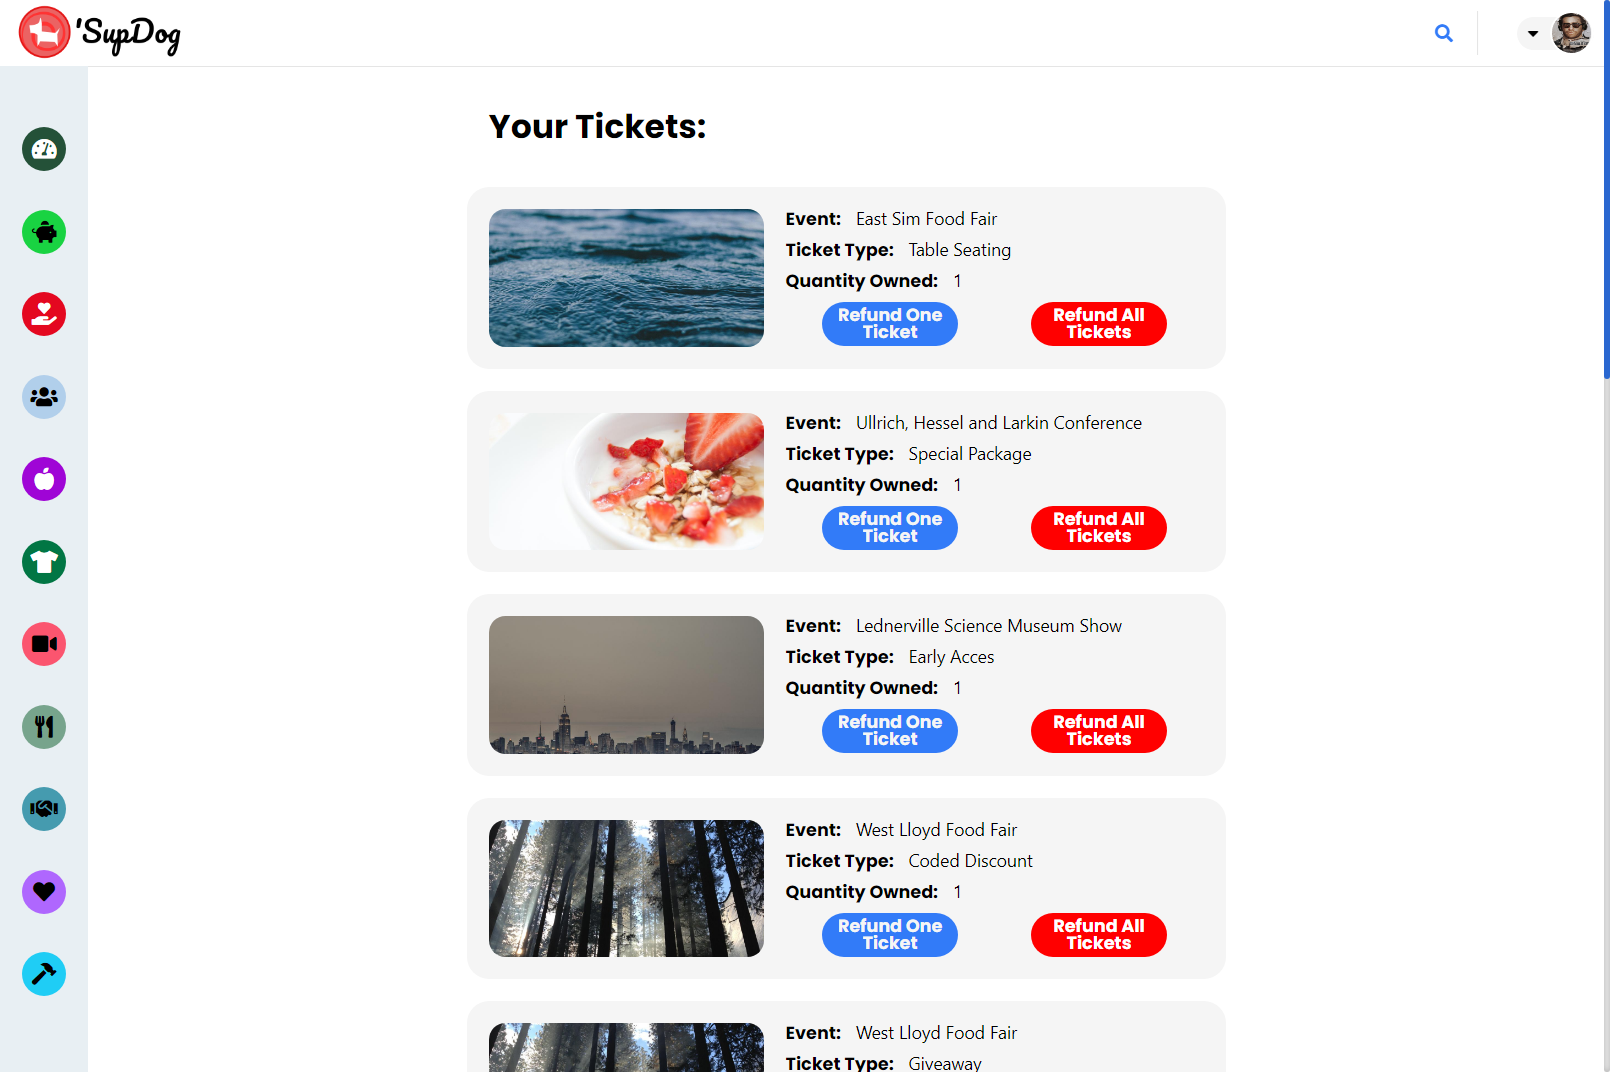 'SupDog
Your Tickets:
Event: East Sim Food Fair
Ticket Type: Table Seating
Quantity Owned: 1
Refund One
Ticket
Refund All
Tickets
Event: Ullrich, Hessel and Larkin Conference
Ticket Type: Special Package
Quantity Owned: 1
Refund One
Ticket
Refund All
Tickets
Event: Lednerville Science Museum Show
Ticket Type: Early Acces
Quantity Owned: 1
Refund One
Ticket
Refund All
Tickets
Event: West Lloyd Food Fair
Ticket Type: Coded Discount
Quantity Owned: 1
Refund One
Ticket
Refund All
Tickets
Event: West Lloyd Food Fair
Ticket Type: Giveaway